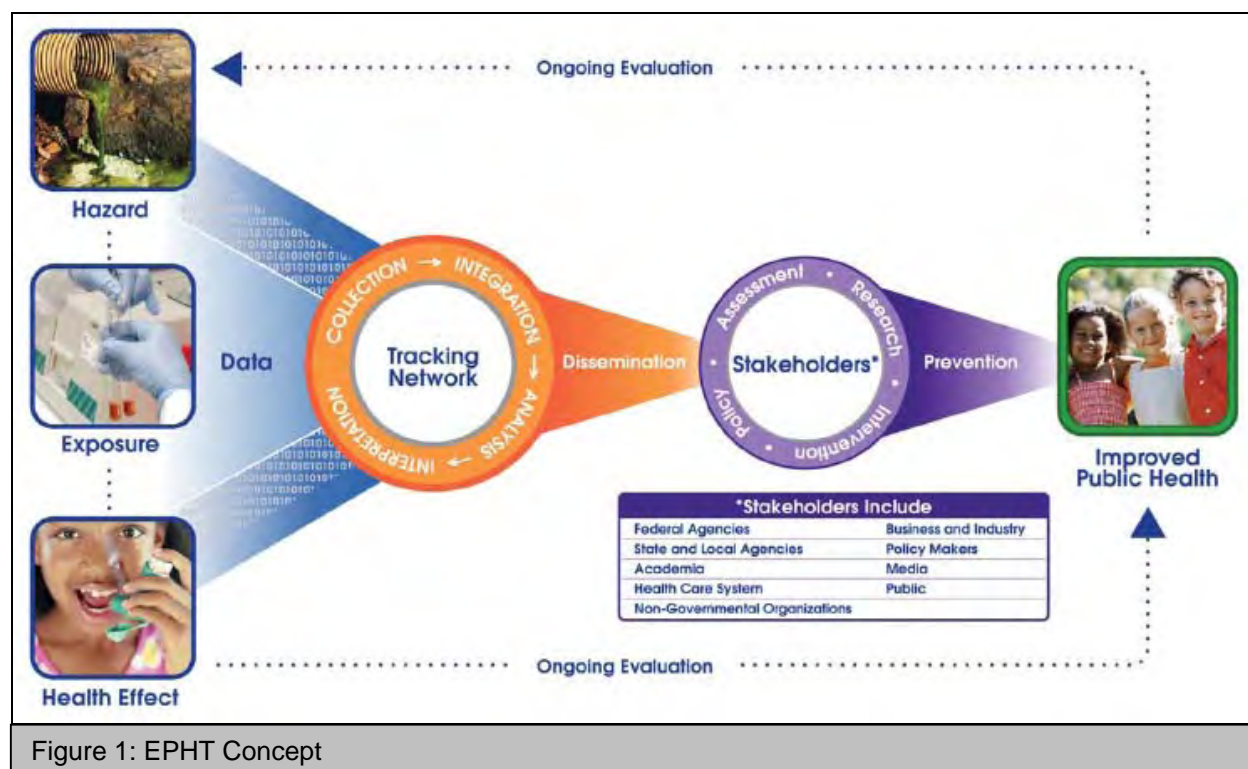 Ongoing Evaluation
Hazard
Exposure
Health Effect
Data
COLLECTION → INTEGRATION → ANALYSIS → INTERPRETATION
Tracking
Network
Dissemination
Assessment • Research • Intervention • Policy •
Stakeholders*
Prevention
Improved
Public Health
*Stakeholders Include
Federal Agencies Business and Industry
State and Local Agencies Policy Makers
Academia Media
Health Care System Public
Non-Governmental Organizations
Ongoing Evaluation
Figure 1: EPHT Concept